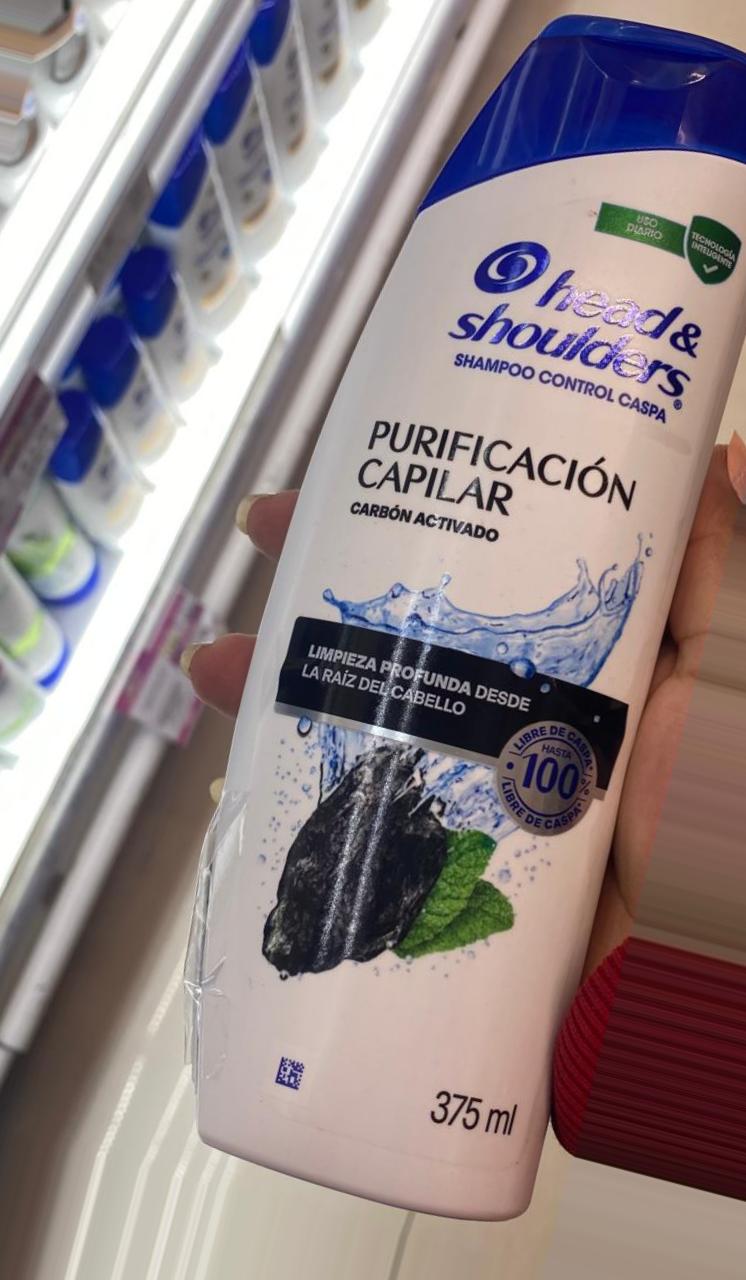 USO
DIARIO
TECNOLOGÍA
INTELIGENTE
head&
shoulders®
SHAMPOO CONTROL CASPA
PURIFICACIÓN
CAPILAR
CARBÓN ACTIVADO
LIMPIEZA PROFUNDA DESDE
LA RAÍZ DEL CABELLO
LIBRE DE CASPA*
HASTA
100%
LIBRE DE CASPA*
375 ml